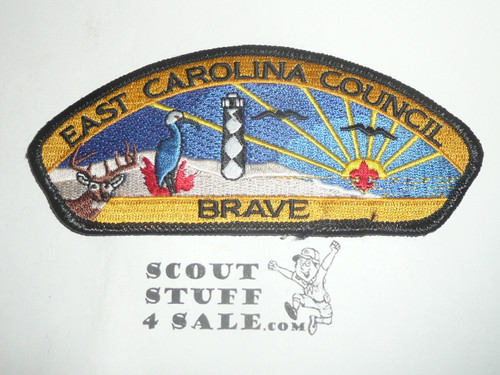 EAST CAROLINA COUNCIL
BRAVE
SCOUT
STUFF
4 SALE.com